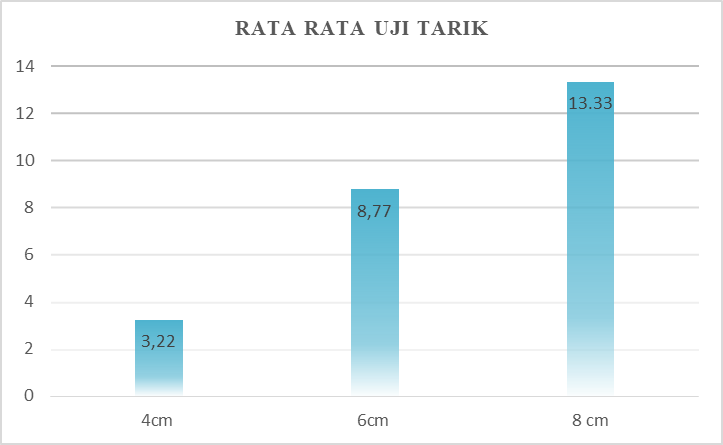 RATA RATA UJI TARIK
14
12
10
8
6
4
2
0
3,22
8,77
13.33
4cm
6cm
8 cm